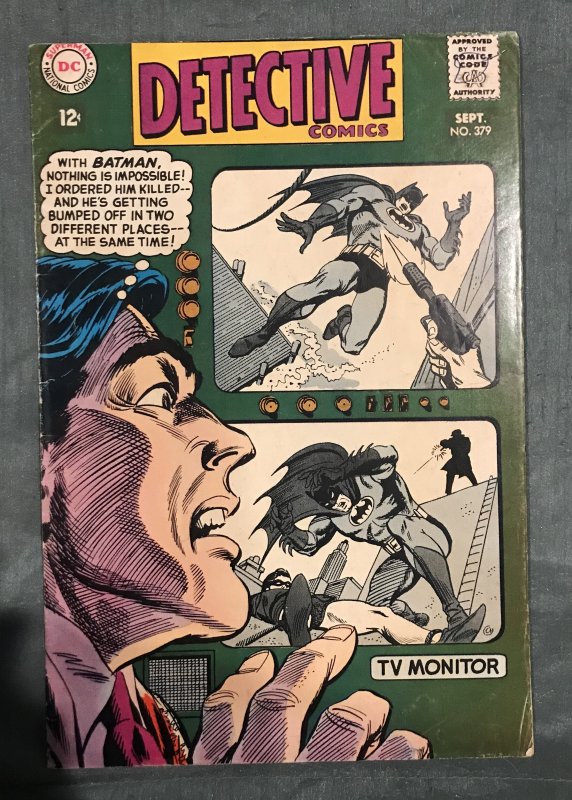 SUPERMAN
DC
NATIONAL COMICS
DETECTIVE
COMICS
APPROVED
BY THE
COMICS
CODE
AUTHORITY
12¢
SEPT.
NO. 379
WITH BATMAN,
NOTHING IS IMPOSSIBLE!
I ORDERED HIM KILLED--
AND HE'S GETTING
BUMPED OFF IN TWO
DIFFERENT PLACES--
AT THE SAME TIME!
TV MONITOR